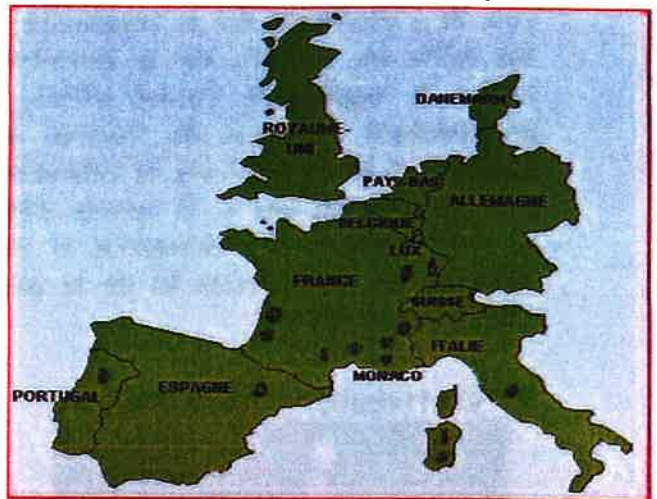 DANEMARK
ROYAUME-
UNI
PAYS-BAS
ALLEMAGNE
BELGIQUE
LUX
FRANCE
SUISSE
ITALIE
MONACO
ESPAGNE
PORTUGAL